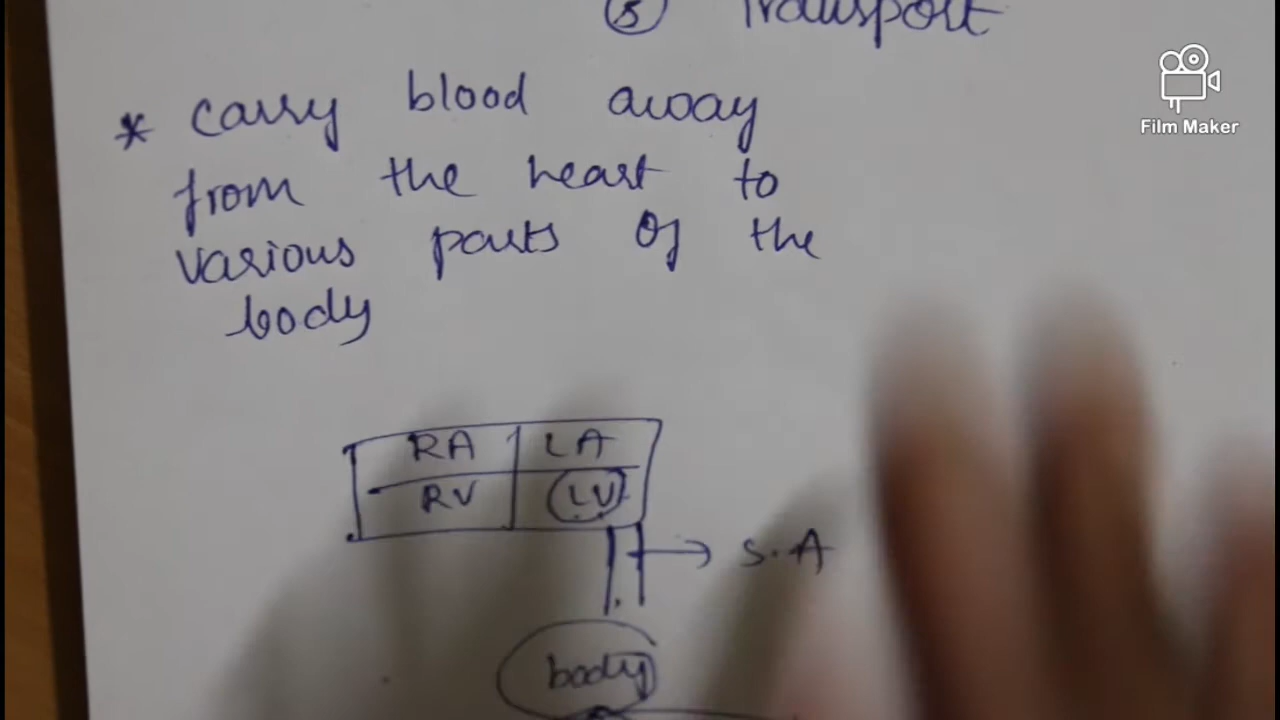 5 Transport
* carry blood away
from the heart to
various parts of the
body
RA LA
RV LV
→ S.A
body
Film Maker